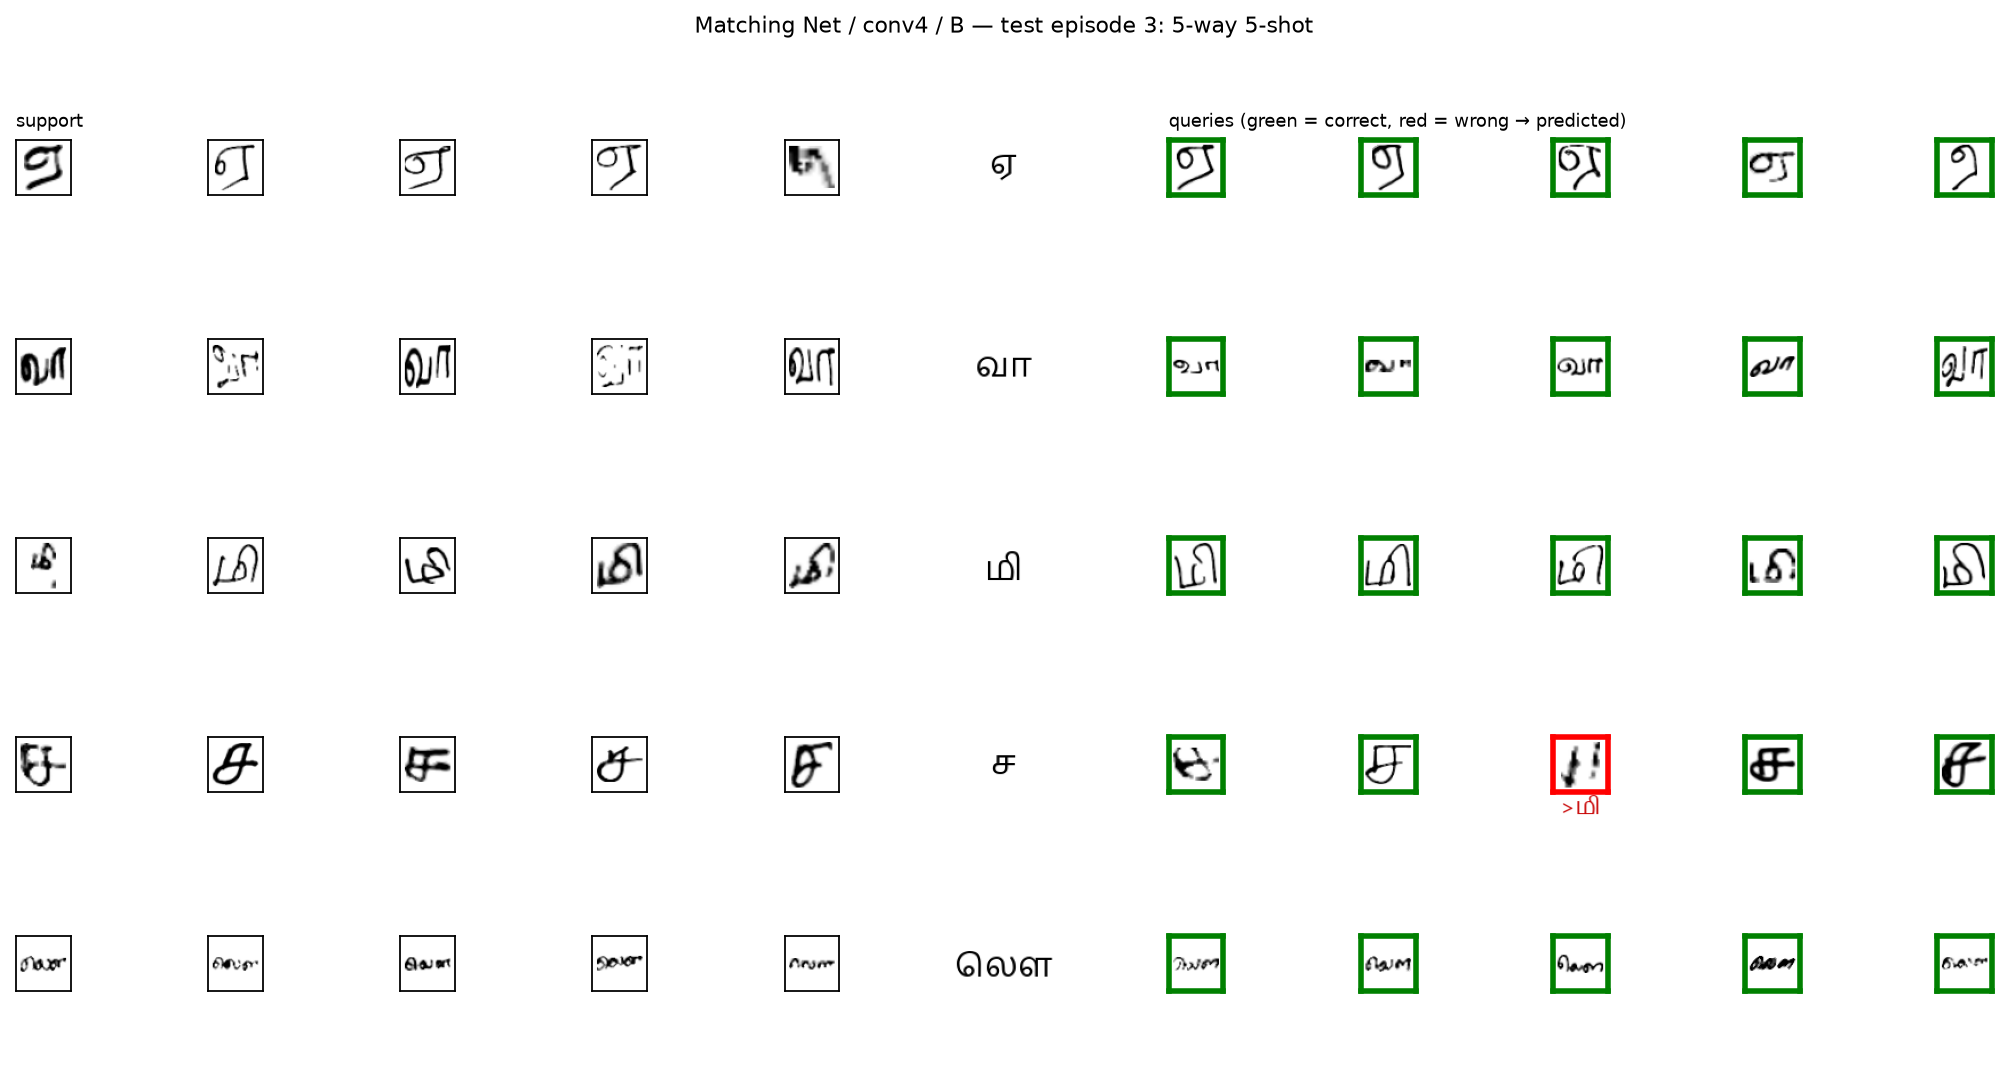 Matching Net / conv4 / B — test episode 3: 5-way 5-shot
support
queries (green = correct, red = wrong → predicted)
ஏ ஏ ஏ ஏ ஏ ஏ ஏ ஏ ஏ ஏ
வா வா வா வா வா வா வா வா வா வா வா
மி மி மி மி மி மி மி மி மி மி மி
ச ச ச ச ச ச ச ச ச ச
>மி
லௌ லௌ லௌ லௌ லௌ லௌ லௌ லௌ லௌ லௌ லௌ